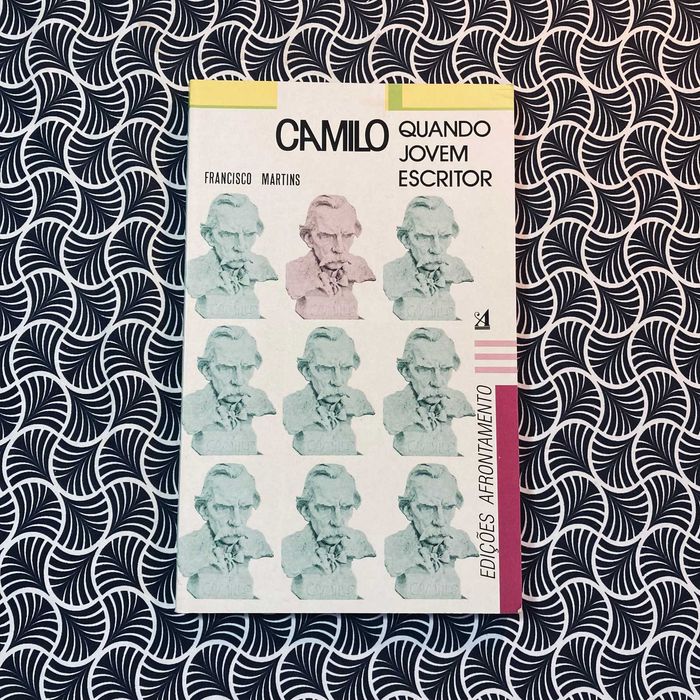 CAMILO QUANDO
JOVEM
ESCRITOR
FRANCISCO MARTINS
EDIÇÕES AFRONTAMENTO